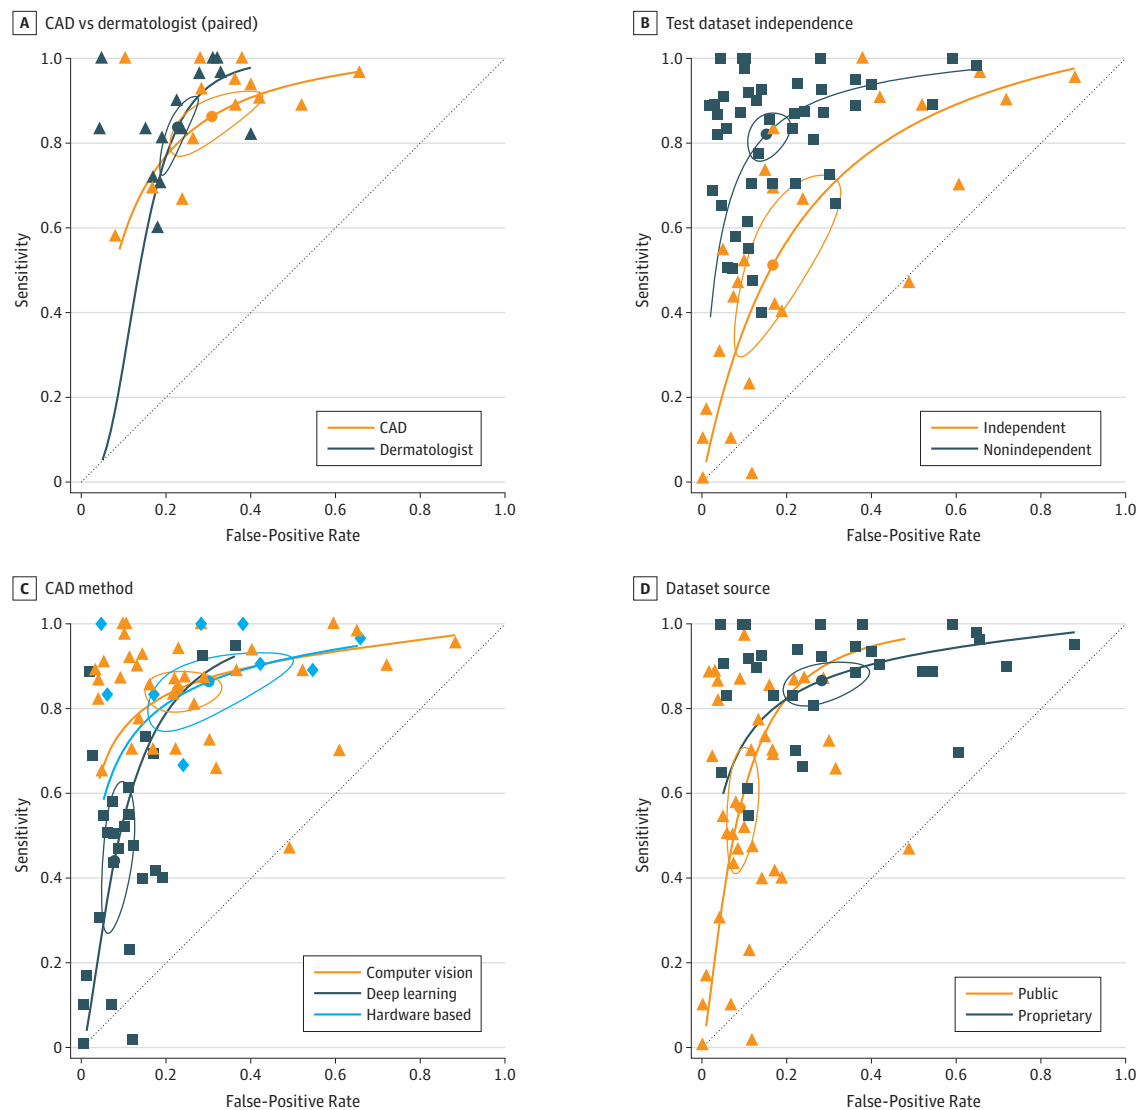 A CAD vs dermatologist (paired)
1.0
0.8
0.6
0.4
0.2
0
Sensitivity
0 0.2 0.4 0.6 0.8 1.0
False-Positive Rate
CAD
Dermatologist
B Test dataset independence
1.0
0.8
0.6
0.4
0.2
0
Sensitivity
0 0.2 0.4 0.6 0.8 1.0
False-Positive Rate
Independent
Nonindependent
C CAD method
1.0
0.8
0.6
0.4
0.2
0
Sensitivity
0 0.2 0.4 0.6 0.8 1.0
False-Positive Rate
Computer vision
Deep learning
Hardware based
D Dataset source
1.0
0.8
0.6
0.4
0.2
0
Sensitivity
0 0.2 0.4 0.6 0.8 1.0
False-Positive Rate
Public
Proprietary